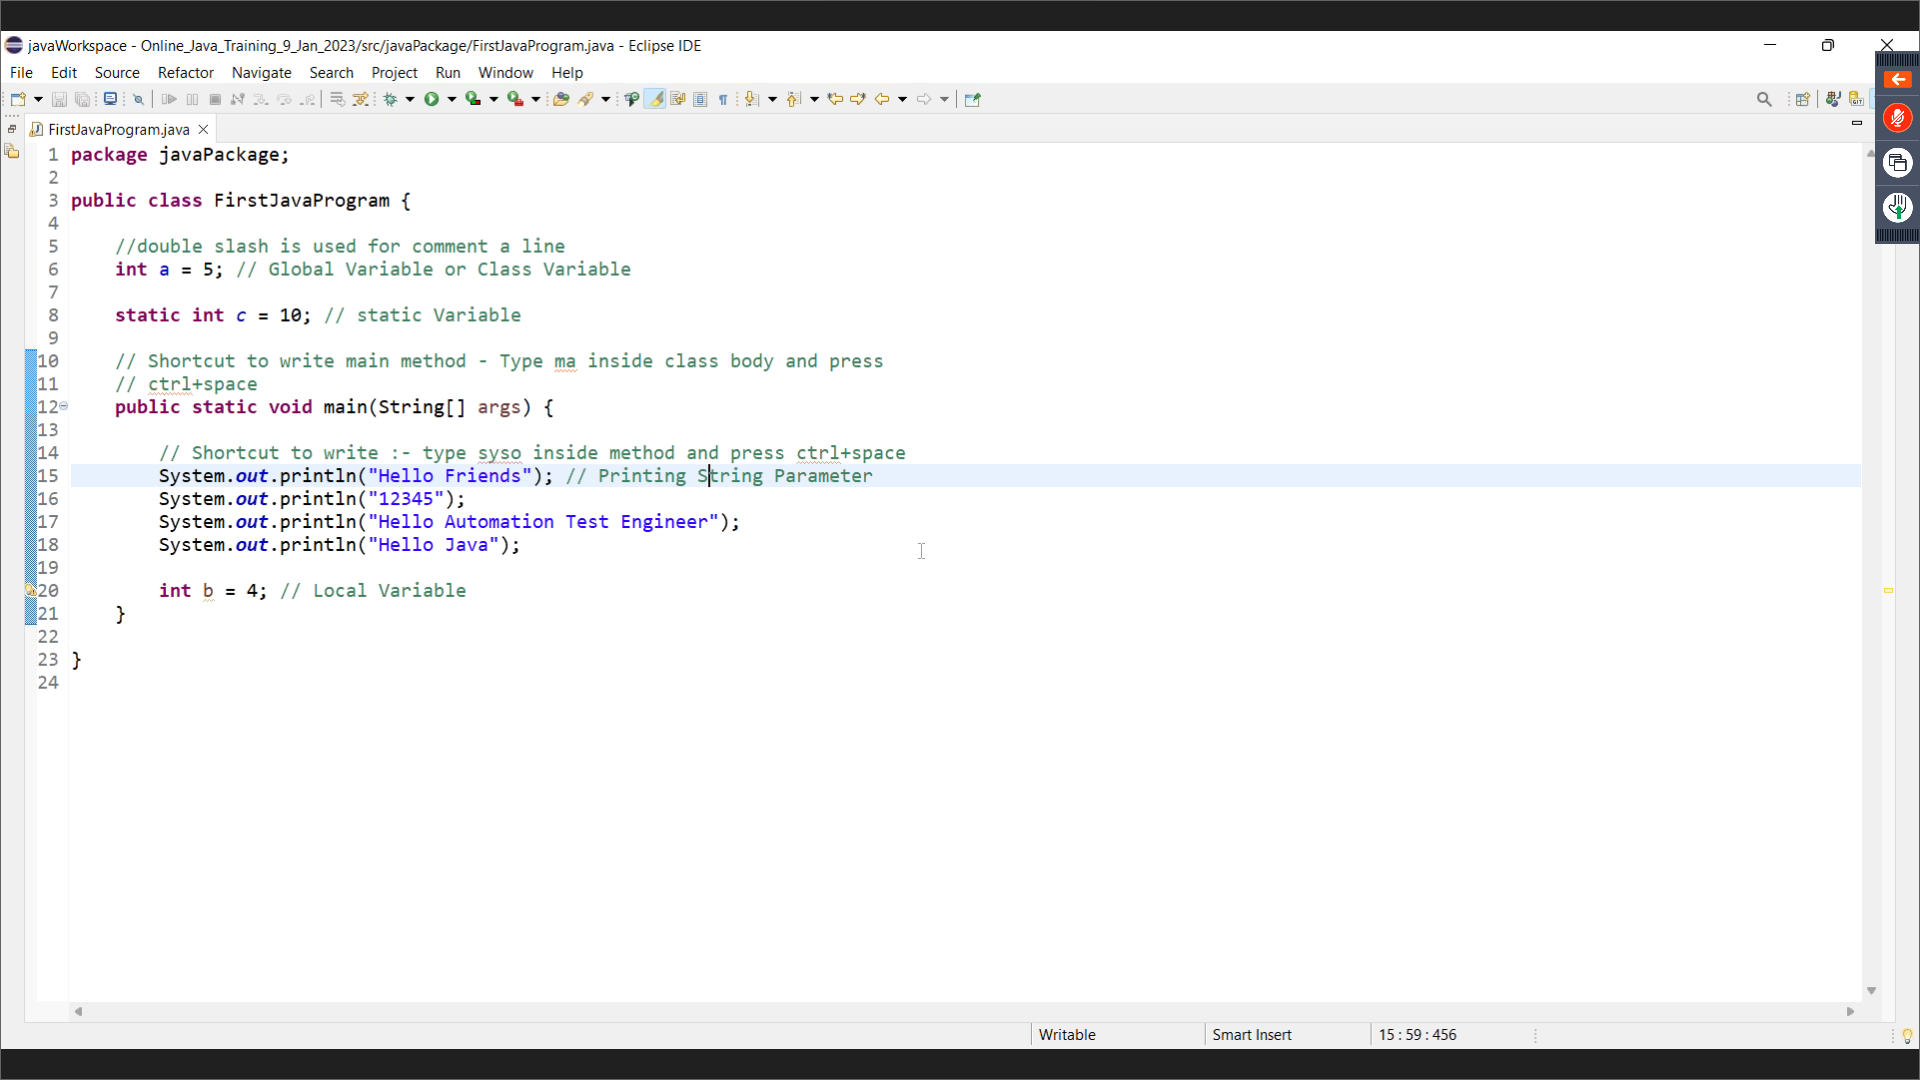 javaWorkspace - Online_Java_Training_9_Jan_2023/src/javaPackage/FirstJavaProgram.java - Eclipse IDE
File Edit Source Refactor Navigate Search Project Run Window Help
FirstJavaProgram.java
1 package javaPackage;
2
3 public class FirstJavaProgram {
4
5 //double slash is used for comment a line
6 int a = 5; // Global Variable or Class Variable
7
8 static int c = 10; // static Variable
9
10 // Shortcut to write main method - Type ma inside class body and press
11 // ctrl+space
12 public static void main(String[] args) {
13
14 // Shortcut to write :- type syso inside method and press ctrl+space
15 System.out.println("Hello Friends"); // Printing String Parameter
16 System.out.println("12345");
17 System.out.println("Hello Automation Test Engineer");
18 System.out.println("Hello Java");
19
20 int b = 4; // Local Variable
21 }
22
23 }
24
Writable Smart Insert 15 : 59 : 456